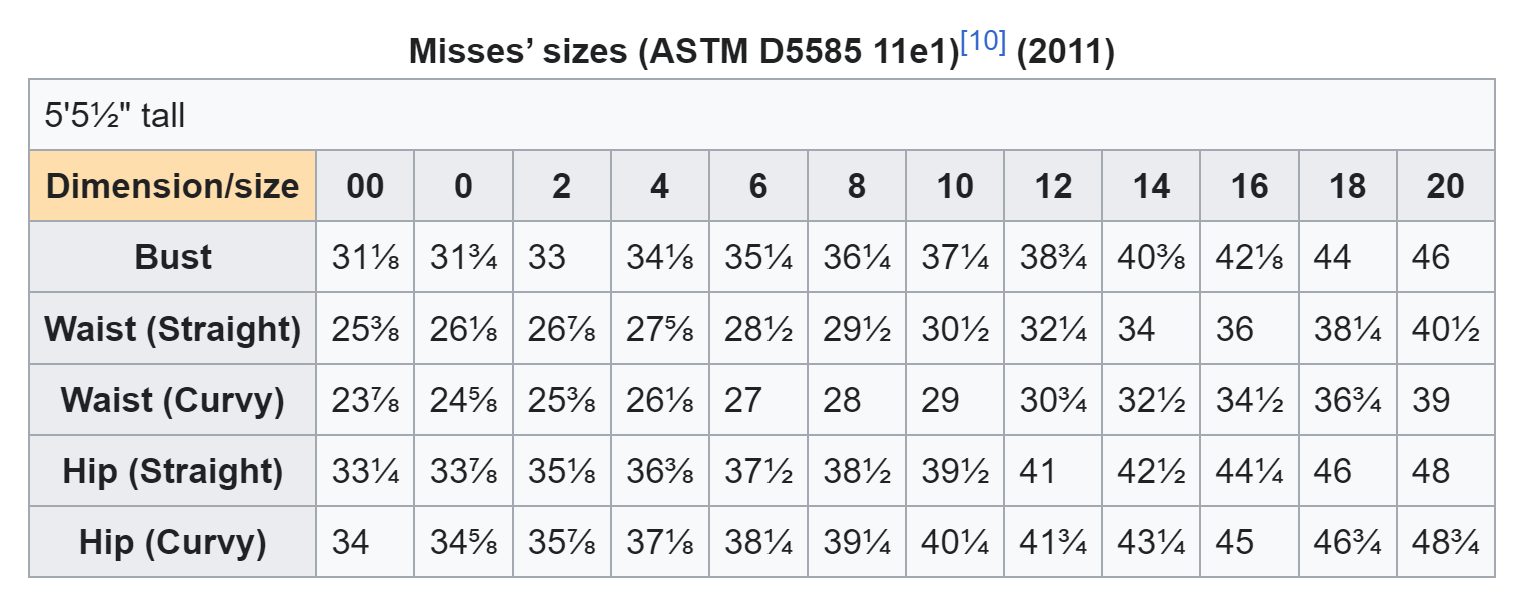 Misses’ sizes (ASTM D5585 11e1)[10] (2011)
5'5½" tall
Dimension/size 00 0 2 4 6 8 10 12 14 16 18 20
Bust 31⅛ 31¾ 33 34⅛ 35¼ 36¼ 37¼ 38¾ 40⅜ 42⅛ 44 46
Waist (Straight) 25⅜ 26⅛ 26⅞ 27⅝ 28½ 29½ 30½ 32¼ 34 36 38¼ 40½
Waist (Curvy) 23⅞ 24⅝ 25⅜ 26⅛ 27 28 29 30¾ 32½ 34½ 36¾ 39
Hip (Straight) 33¼ 33⅞ 35⅛ 36⅜ 37½ 38½ 39½ 41 42½ 44¼ 46 48
Hip (Curvy) 34 34⅝ 35⅞ 37⅛ 38¼ 39¼ 40¼ 41¾ 43¼ 45 46¾ 48¾